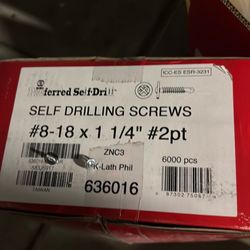 ICC-ES ESR-3231
ferred Self-Drill
SELF DRILLING SCREWS
#8-18 x 1 1/4" #2pt
ZNC3
6000 pcs
K-Lath Phil
636016
TAIWAN